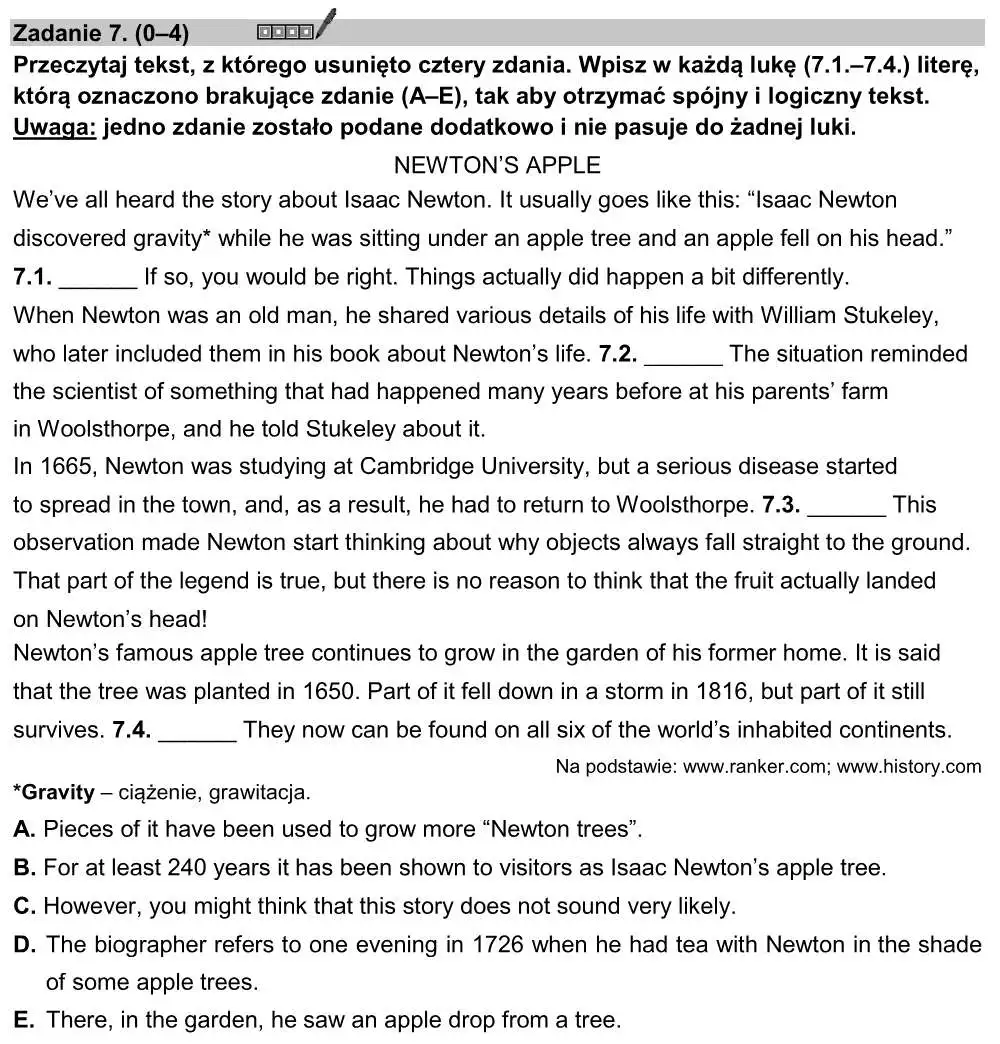 Zadanie 7. (0–4)
Przeczytaj tekst, z którego usunięto cztery zdania. Wpisz w każdą lukę (7.1.–7.4.) literę,
którą oznaczono brakujące zdanie (A–E), tak aby otrzymać spójny i logiczny tekst.
Uwaga: jedno zdanie zostało podane dodatkowo i nie pasuje do żadnej luki.
NEWTON’S APPLE
We’ve all heard the story about Isaac Newton. It usually goes like this: “Isaac Newton
discovered gravity* while he was sitting under an apple tree and an apple fell on his head.”
7.1. ______ If so, you would be right. Things actually did happen a bit differently.
When Newton was an old man, he shared various details of his life with William Stukeley,
who later included them in his book about Newton’s life. 7.2. ______ The situation reminded
the scientist of something that had happened many years before at his parents’ farm
in Woolsthorpe, and he told Stukeley about it.
In 1665, Newton was studying at Cambridge University, but a serious disease started
to spread in the town, and, as a result, he had to return to Woolsthorpe. 7.3. ______ This
observation made Newton start thinking about why objects always fall straight to the ground.
That part of the legend is true, but there is no reason to think that the fruit actually landed
on Newton’s head!
Newton’s famous apple tree continues to grow in the garden of his former home. It is said
that the tree was planted in 1650. Part of it fell down in a storm in 1816, but part of it still
survives. 7.4. ______ They now can be found on all six of the world’s inhabited continents.
Na podstawie: www.ranker.com; www.history.com
*Gravity – ciążenie, grawitacja.
A. Pieces of it have been used to grow more “Newton trees”.
B. For at least 240 years it has been shown to visitors as Isaac Newton’s apple tree.
C. However, you might think that this story does not sound very likely.
D. The biographer refers to one evening in 1726 when he had tea with Newton in the shade
of some apple trees.
E. There, in the garden, he saw an apple drop from a tree.